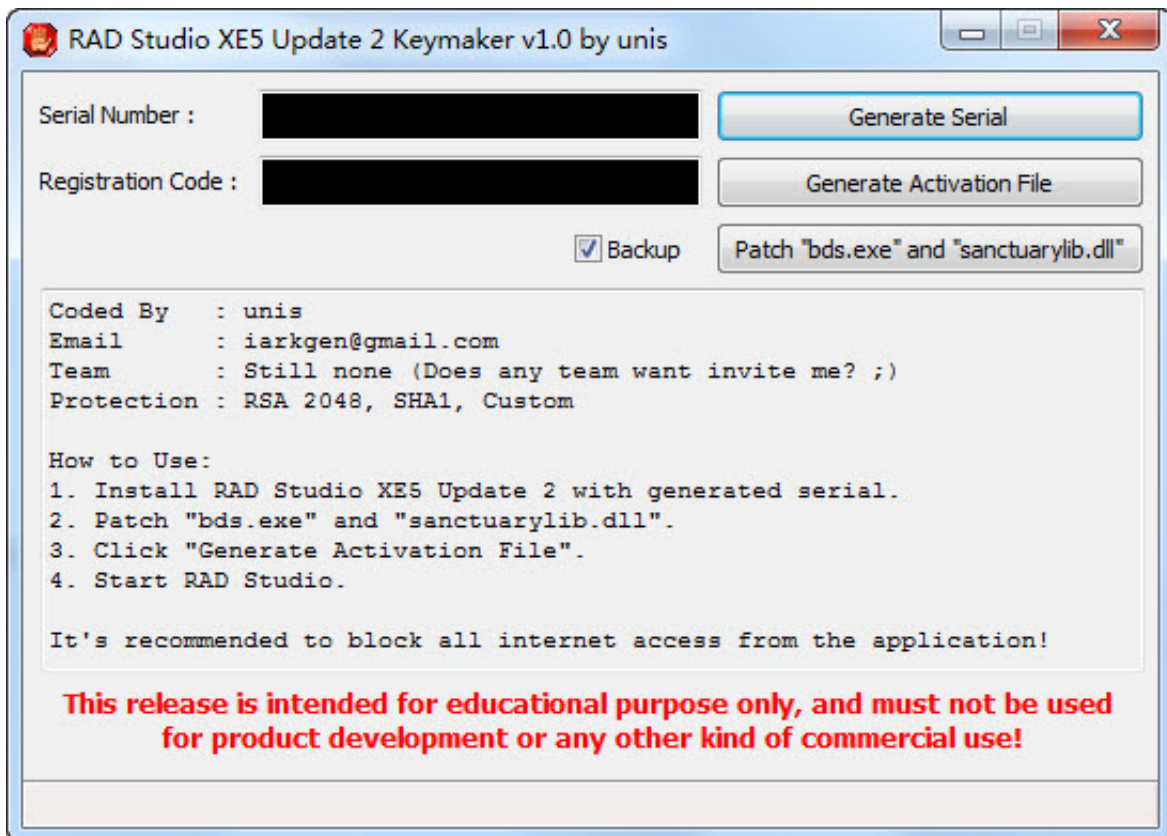 RAD Studio XE5 Update 2 Keymaker v1.0 by unis
Serial Number :
Generate Serial
Registration Code :
Generate Activation File
Backup
Patch "bds.exe" and "sanctuarylib.dll"
Coded By   : unis
Email      : iarkgen@gmail.com
Team       : Still none (Does any team want invite me? ;)
Protection : RSA 2048, SHA1, Custom
How to Use:
1. Install RAD Studio XE5 Update 2 with generated serial.
2. Patch "bds.exe" and "sanctuarylib.dll".
3. Click "Generate Activation File".
4. Start RAD Studio.
It's recommended to block all internet access from the application!
This release is intended for educational purpose only, and must not be used
for product development or any other kind of commercial use!